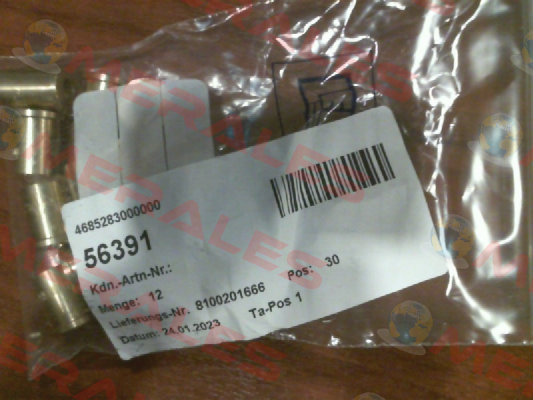 4685283000000
56391
Kdn.-Artn-Nr.:
Menge: 12
Lieferungs-Nr. 8100201666 Pos: 30
Datum: 24.01.2023 Ta-Pos 1
MERALES